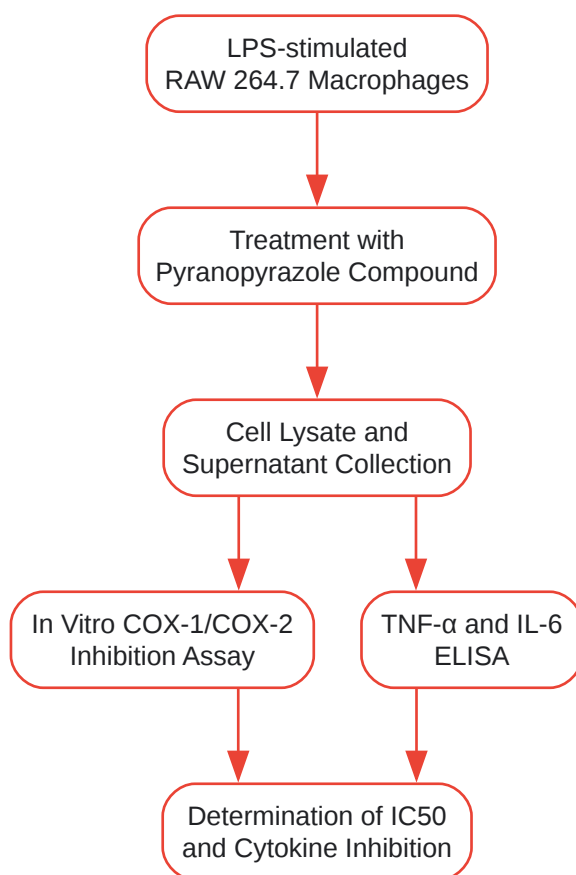 LPS-stimulated
RAW 264.7 Macrophages
Treatment with
Pyranopyrazole Compound
Cell Lysate and
Supernatant Collection
In Vitro COX-1/COX-2
Inhibition Assay
TNF-α and IL-6
ELISA
Determination of IC50
and Cytokine Inhibition